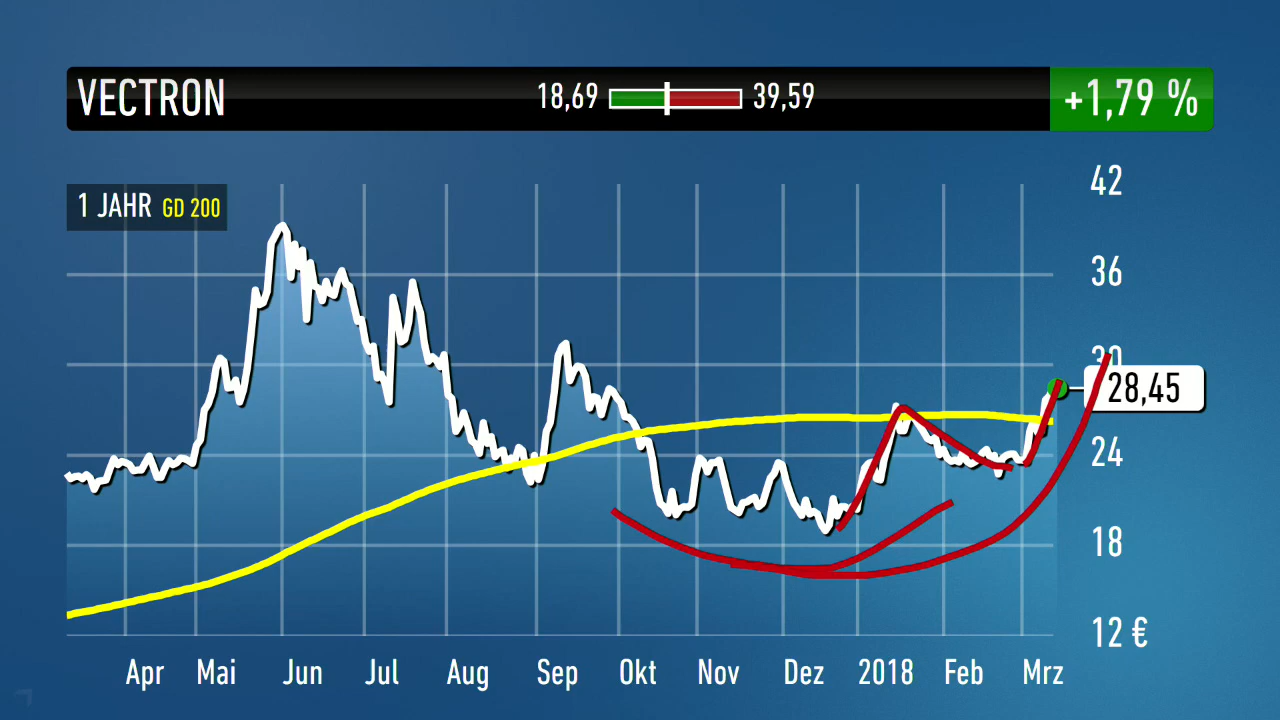 VECTRON 18,69 39,59 +1,79 %
1 JAHR GD 200
42
36
30
28,45
24
18
12 €
Apr Mai Jun Jul Aug Sep Okt Nov Dez 2018 Feb Mrz